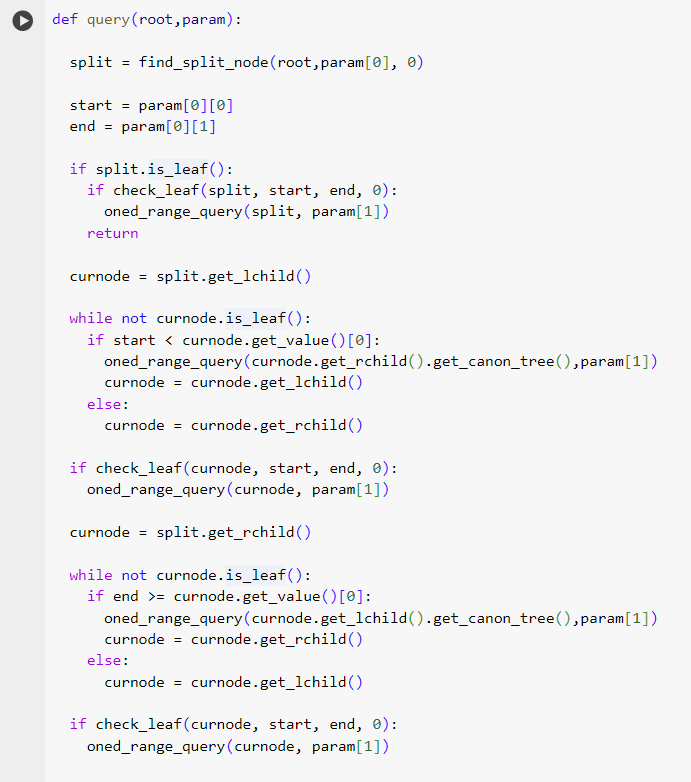 def query(root,param):
  split = find_split_node(root,param[0], 0)
  start = param[0][0]
  end = param[0][1]
  if split.is_leaf():
    if check_leaf(split, start, end, 0):
      oned_range_query(split, param[1])
    return
  curnode = split.get_lchild()
  while not curnode.is_leaf():
    if start < curnode.get_value()[0]:
      oned_range_query(curnode.get_rchild().get_canon_tree(),param[1])
      curnode = curnode.get_lchild()
    else:
      curnode = curnode.get_rchild()
  if check_leaf(curnode, start, end, 0):
    oned_range_query(curnode, param[1])
  curnode = split.get_rchild()
  while not curnode.is_leaf():
    if end >= curnode.get_value()[0]:
      oned_range_query(curnode.get_lchild().get_canon_tree(),param[1])
      curnode = curnode.get_rchild()
    else:
      curnode = curnode.get_lchild()
  if check_leaf(curnode, start, end, 0):
    oned_range_query(curnode, param[1])